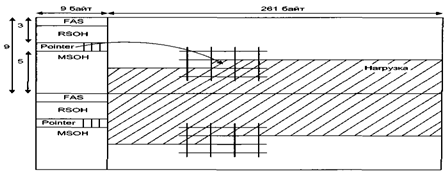 9 байт 261 байт
3
FAS
RSOH
9
Pointer
5
MSOH
Нагрузка
FAS
RSOH
Pointer
MSOH